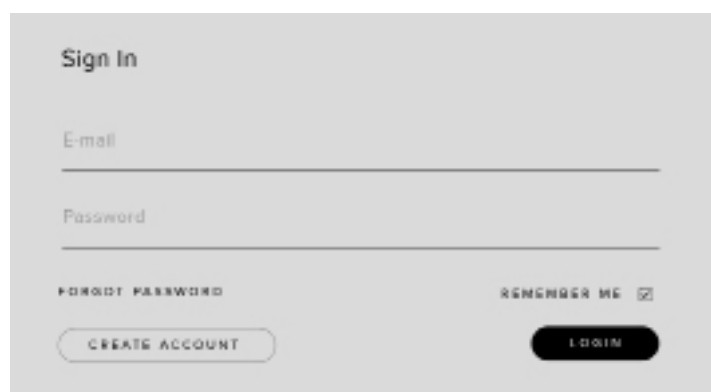 Sign In
E-mail
Password
FORGOT PASSWORD
REMEMBER ME
CREATE ACCOUNT
LOGIN